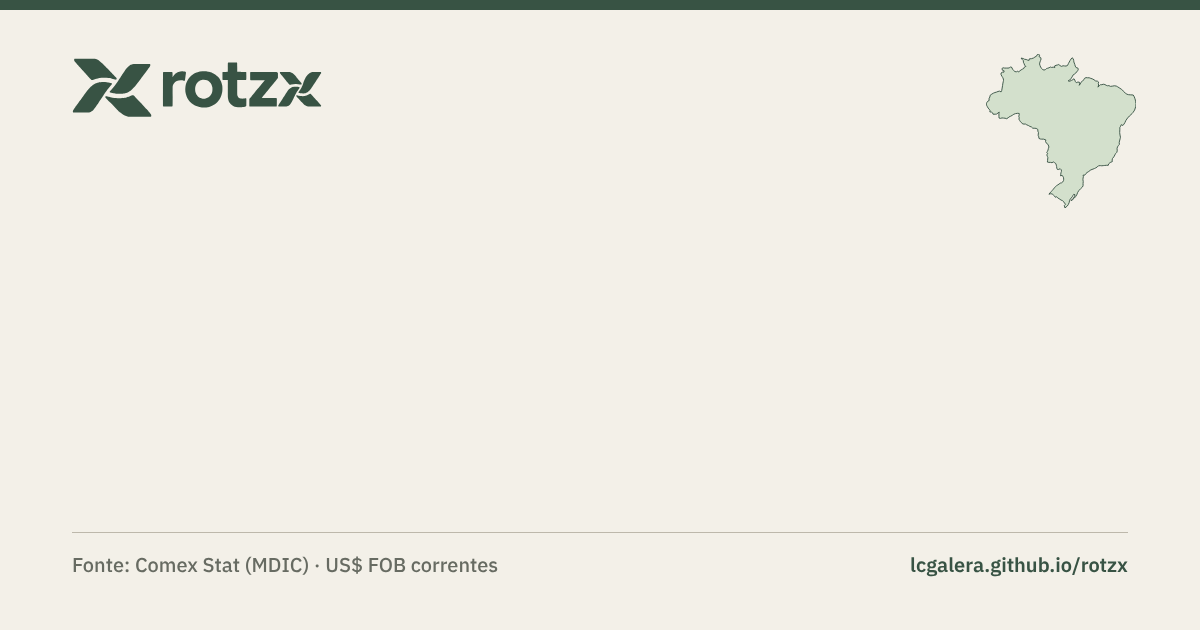 rotzx
Fonte: Comex Stat (MDIC) · US$ FOB correntes
lcgalera.github.io/rotzx